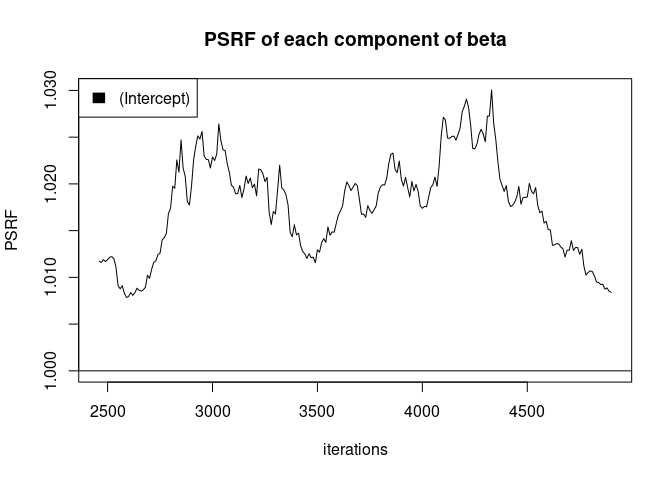 PSRF of each component of beta
(Intercept)
PSRF
1.030
1.020
1.010
1.000
2500 3000 3500 4000 4500
iterations